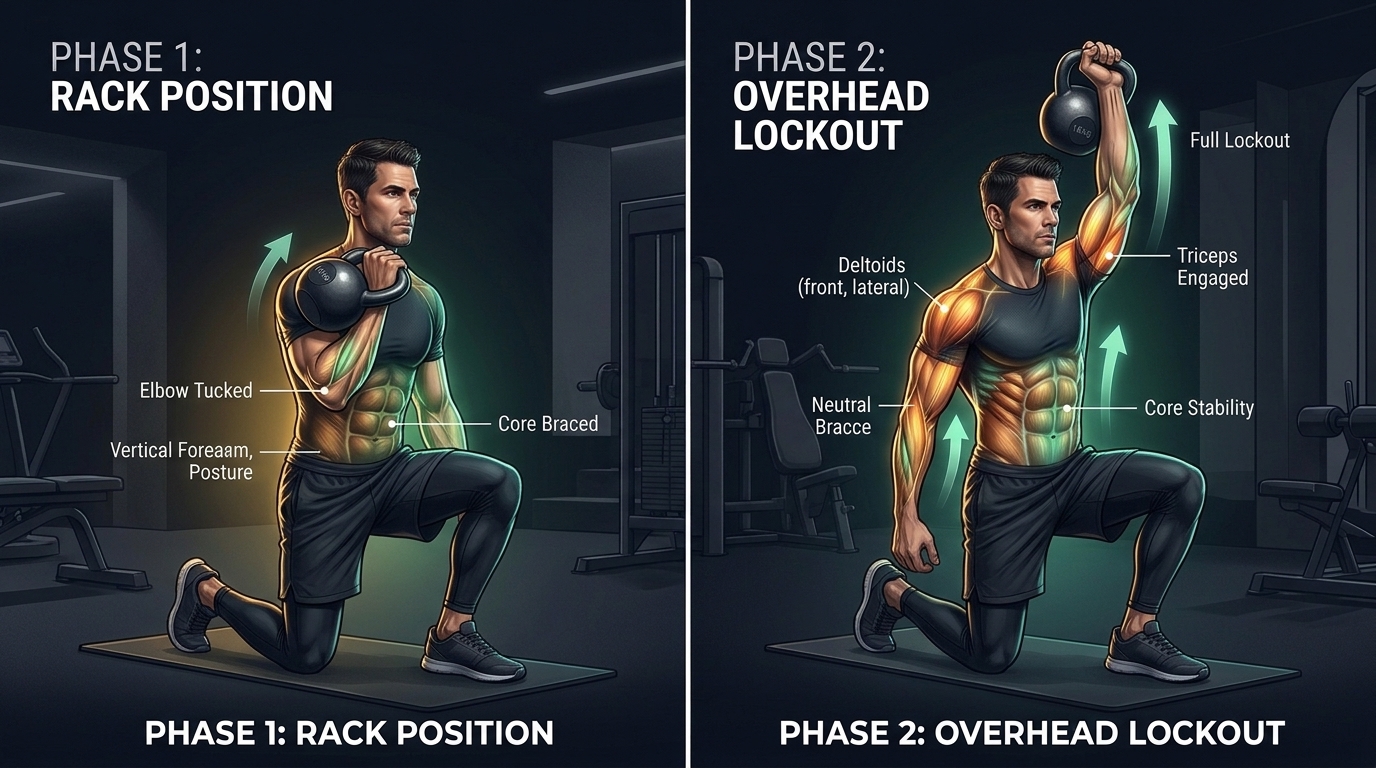 PHASE 1:
RACK POSITION
Elbow Tucked
Core Braced
Vertical Foreaam,
Posture
PHASE 1: RACK POSITION
PHASE 2:
OVERHEAD
LOCKOUT
Full Lockout
Deltoids
(front, lateral)
Triceps
Engaged
Neutral
Bracce
Core Stability
PHASE 2: OVERHEAD LOCKOUT